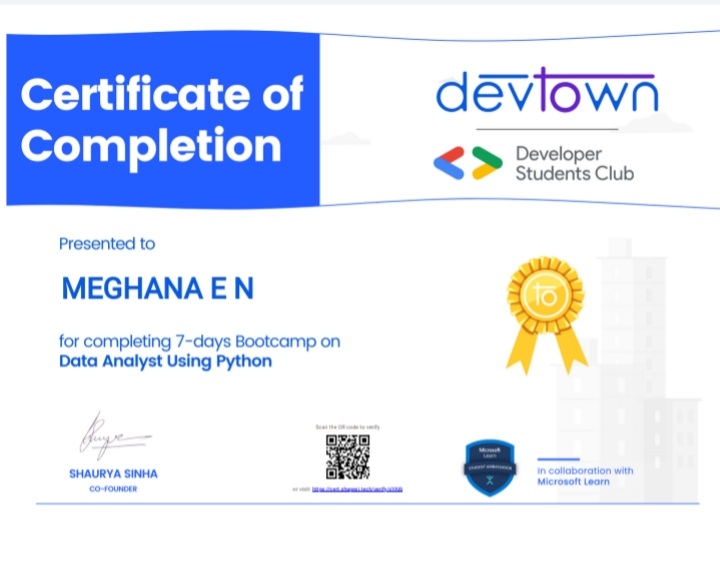 Certificate of
Completion
devtown
Developer
Students Club
Presented to
MEGHANA E N
for completing 7-days Bootcamp on
Data Analyst Using Python
to
SHAURYA SINHA
CO-FOUNDER
Scan the QR code to verify
or visit
Microsoft
Learn
STUDENT AMBASSADOR
In collaboration with
Microsoft Learn